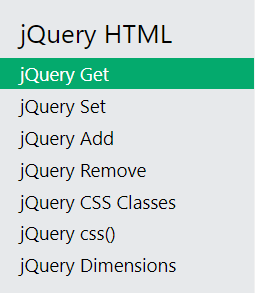 jQuery HTML
jQuery Get
jQuery Set
jQuery Add
jQuery Remove
jQuery CSS Classes
jQuery css()
jQuery Dimensions